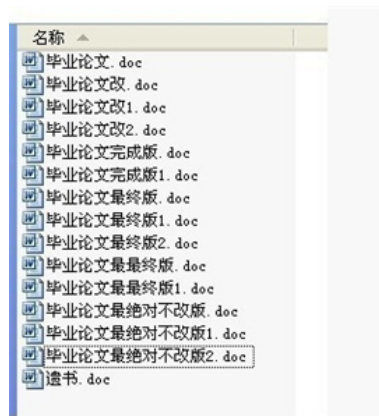 名称
毕业论文.doc
毕业论文改.doc
毕业论文改1.doc
毕业论文改2.doc
毕业论文完成版.doc
毕业论文完成版1.doc
毕业论文最终版.doc
毕业论文最终版1.doc
毕业论文最终版2.doc
毕业论文最最终版.doc
毕业论文最最终版1.doc
毕业论文最绝对不改版.doc
毕业论文最绝对不改版1.doc
毕业论文最绝对不改版2.doc
遗书.doc